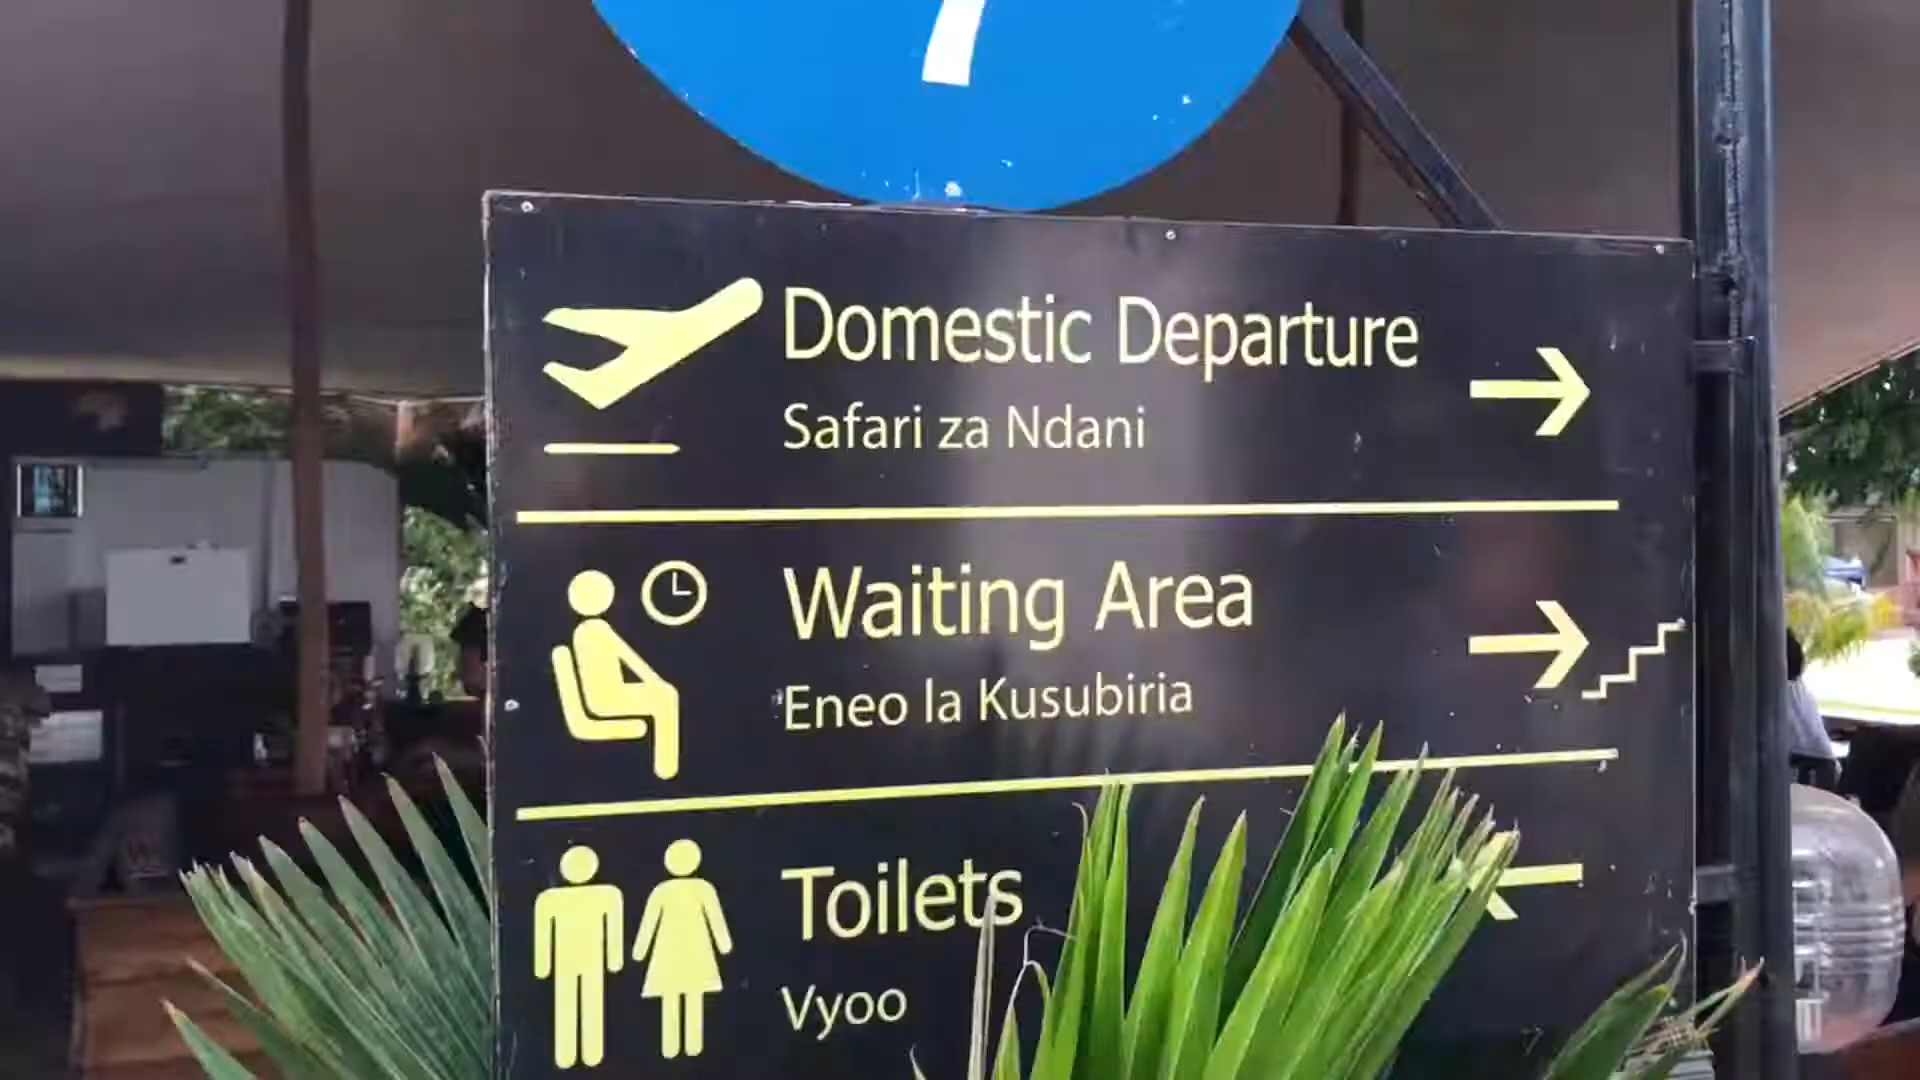 Domestic Departure
Safari za Ndani
Waiting Area
Eneo la Kusubiria
Toilets
Vyoo